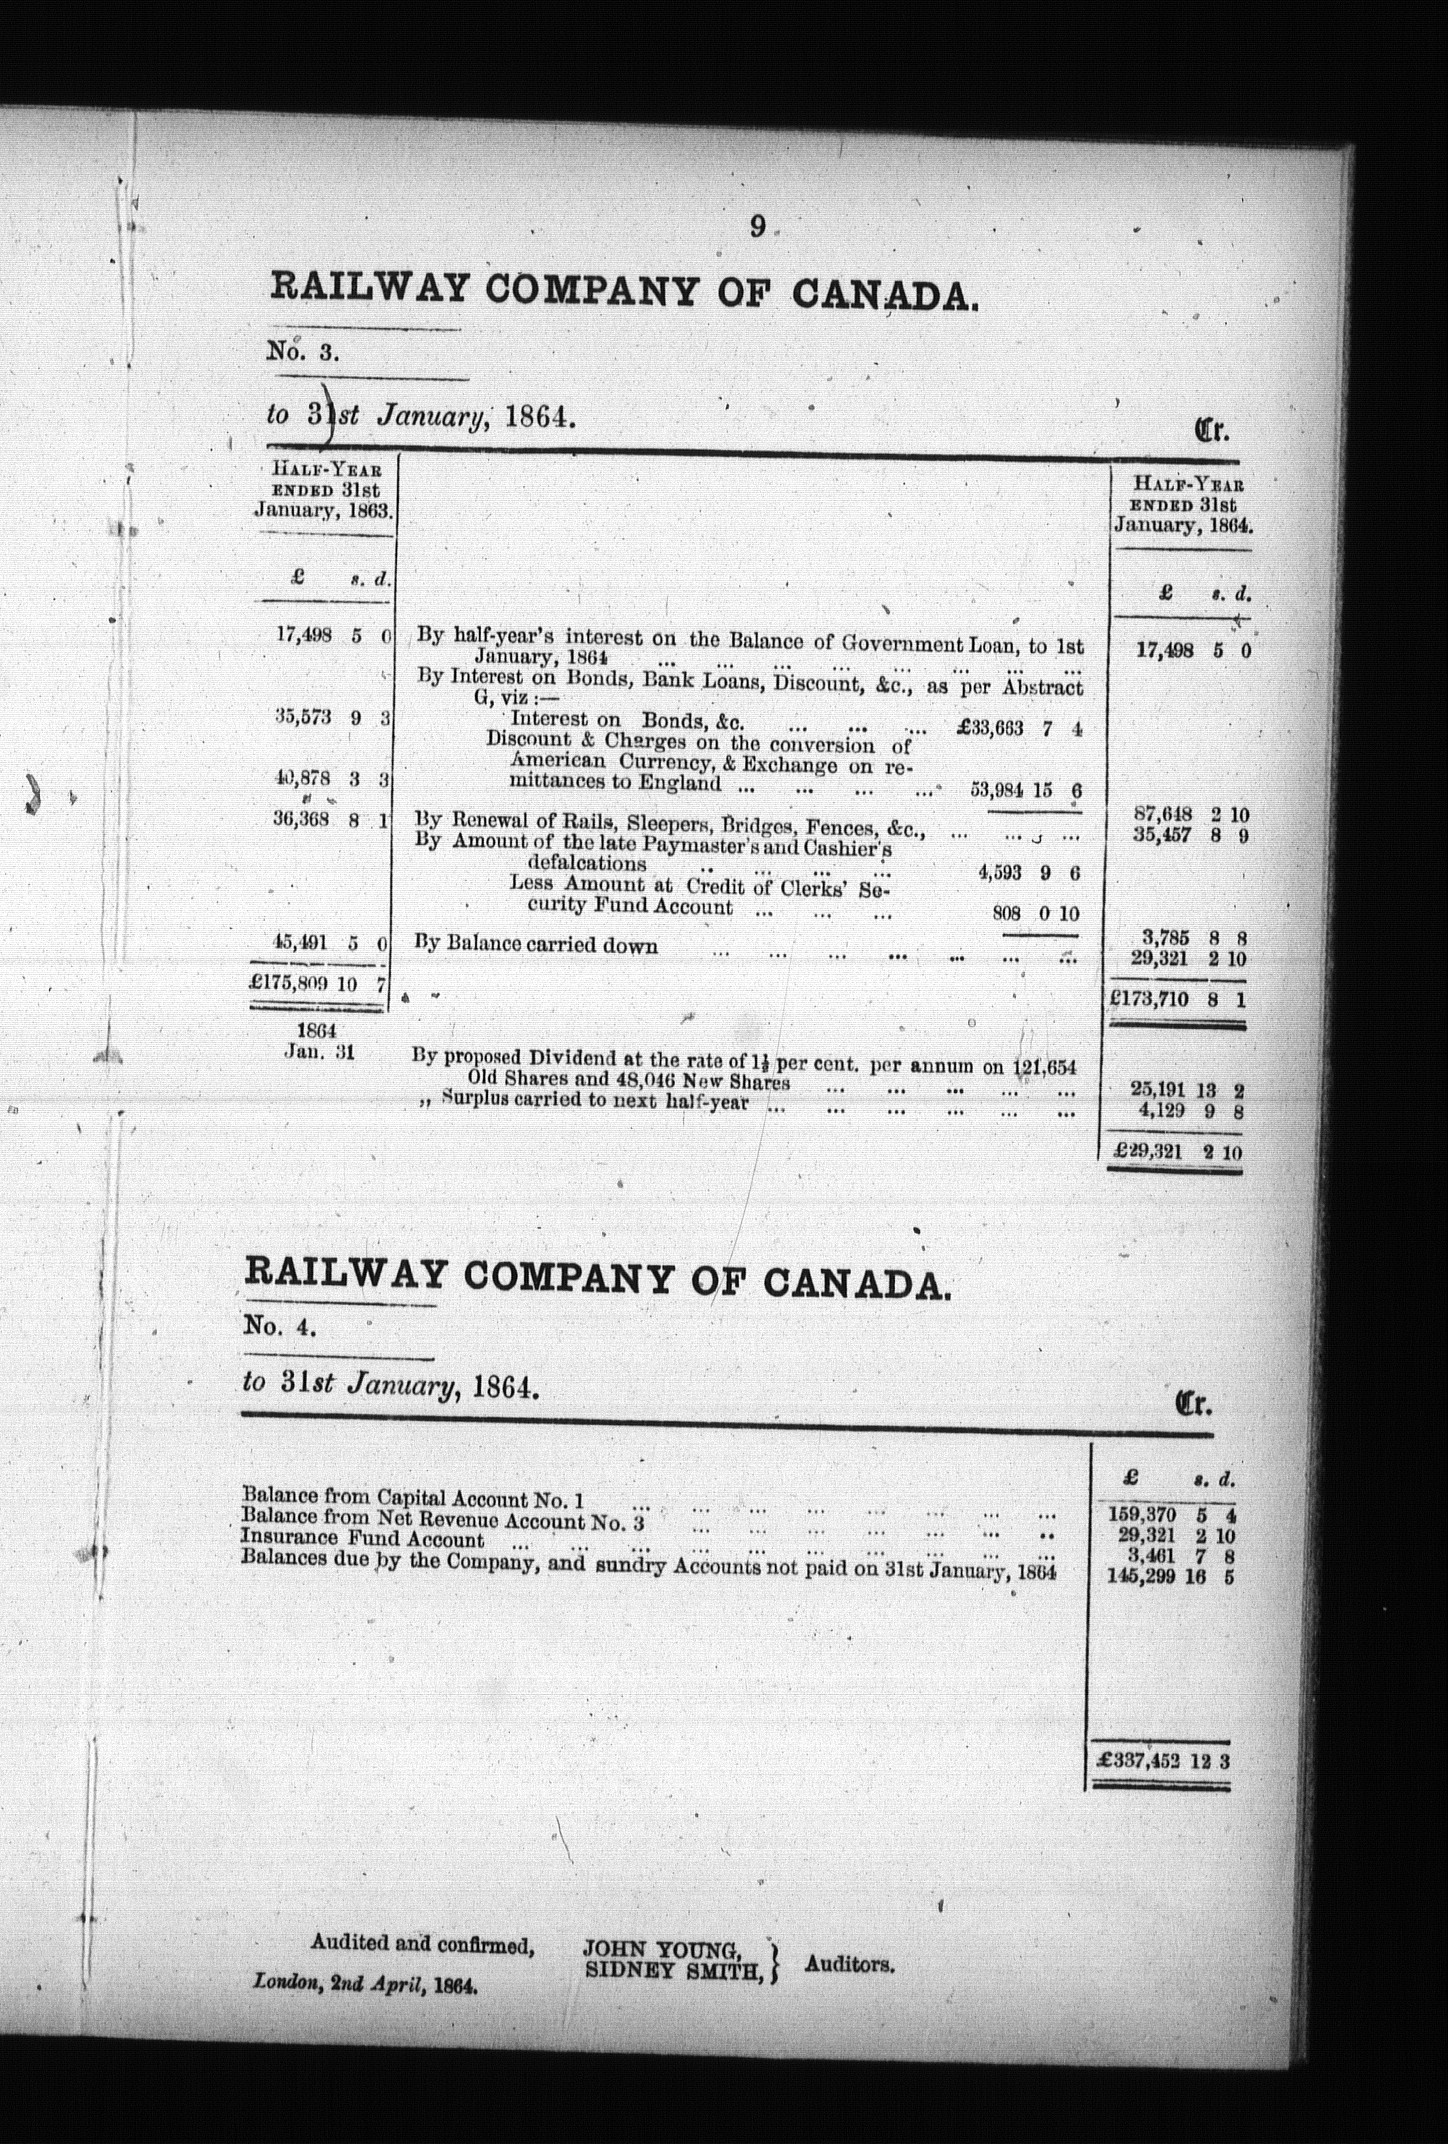 9
RAILWAY COMPANY OF CANADA.
No. 3.
to 31st January, 1864.
Cr.
HALF-YEAR ENDED 31st January, 1863.
HALF-YEAR ENDED 31st January, 1864.
£ s. d.
£ s. d.
17,498 5 0 By half-year's interest on the Balance of Government Loan, to 1st
January, 1864 ... ... ... ... ... ... ... ... 17,498 5 0
By Interest on Bonds, Bank Loans, Discount, &c., as per Abstract
G, viz :—
35,573 9 3 Interest on Bonds, &c. ... ... ... £33,663 7 4
Discount & Charges on the conversion of
American Currency, & Exchange on re-
40,878 3 3 mittances to England ... ... ... ... 53,984 15 6
87,648 2 10
36,368 8 1 By Renewal of Rails, Sleepers, Bridges, Fences, &c., ... ... ... 35,457 8 9
By Amount of the late Paymaster's and Cashier's
defalcations .. ... ... ... 4,593 9 6
Less Amount at Credit of Clerks' Se-
curity Fund Account ... ... ... 808 0 10
3,785 8 8
45,491 5 0 By Balance carried down ... ... ... ... ... ... ... 29,321 2 10
£175,809 10 7 £173,710 8 1
1864
Jan. 31 By proposed Dividend at the rate of 1½ per cent. per annum on 121,654
Old Shares and 48,046 New Shares ... ... ... ... ... 25,191 13 2
„ Surplus carried to next half-year ... ... ... ... ... ... 4,129 9 8
£29,321 2 10
RAILWAY COMPANY OF CANADA.
No. 4.
to 31st January, 1864.
Cr.
£ s. d.
Balance from Capital Account No. 1 ... ... ... ... ... ... ... ... 159,370 5 4
Balance from Net Revenue Account No. 3 ... ... ... ... ... ... .. 29,321 2 10
Insurance Fund Account ... ... ... ... ... ... ... ... ... ... 3,461 7 8
Balances due by the Company, and sundry Accounts not paid on 31st January, 1864 145,299 16 5
£337,452 12 3
Audited and confirmed,
JOHN YOUNG,
SIDNEY SMITH, } Auditors.
London, 2nd April, 1864.